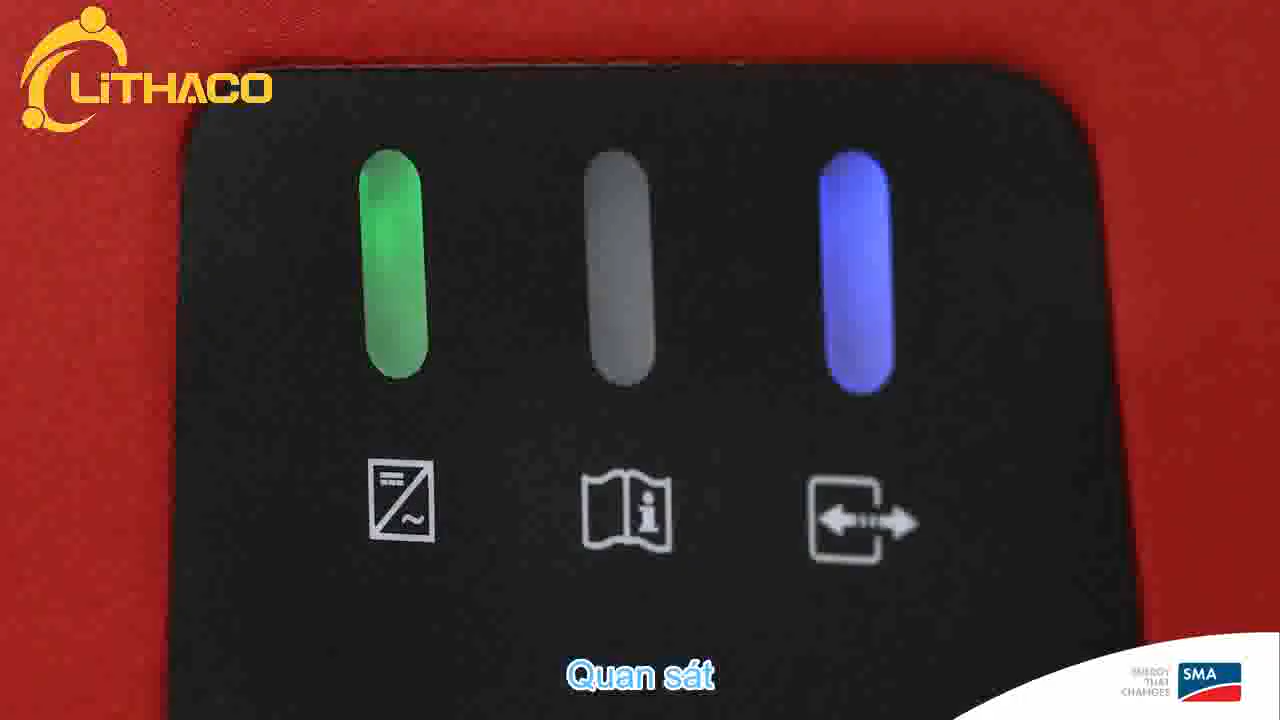 LiTHACO
Quan sát
ENERGY
THAT
CHANGES
SMA